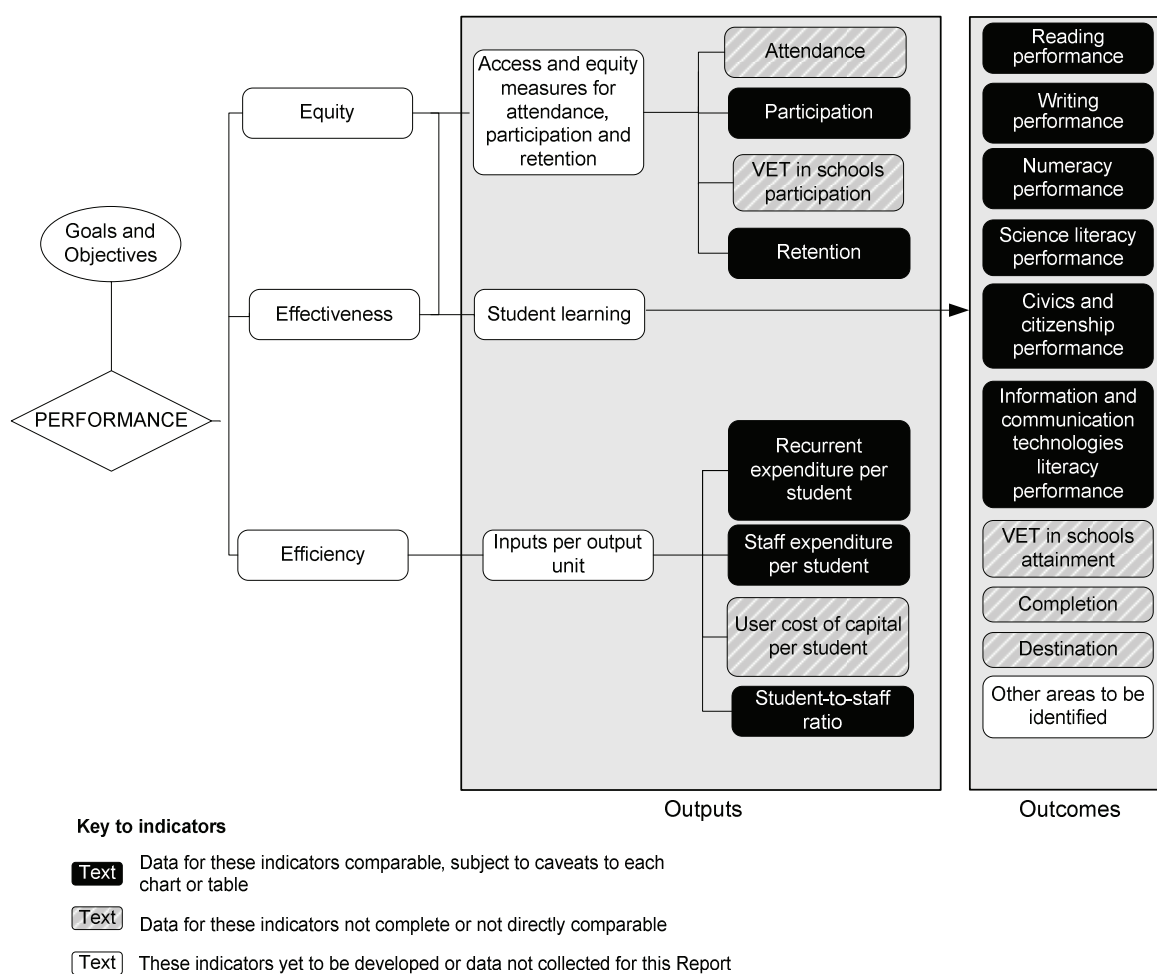 Goals and
Objectives
PERFORMANCE
Equity
Effectiveness
Efficiency
Access and equity
measures for
attendance,
participation and
retention
Student learning
Inputs per output
unit
Attendance
Participation
VET in schools
participation
Retention
Recurrent
expenditure per
student
Staff expenditure
per student
User cost of capital
per student
Student-to-staff
ratio
Outputs
Reading
performance
Writing
performance
Numeracy
performance
Science literacy
performance
Civics and
citizenship
performance
Information and
communication
technologies
literacy
performance
VET in schools
attainment
Completion
Destination
Other areas to be
identified
Outcomes
Key to indicators
Text Data for these indicators comparable, subject to caveats to each
chart or table
Text Data for these indicators not complete or not directly comparable
Text These indicators yet to be developed or data not collected for this Report